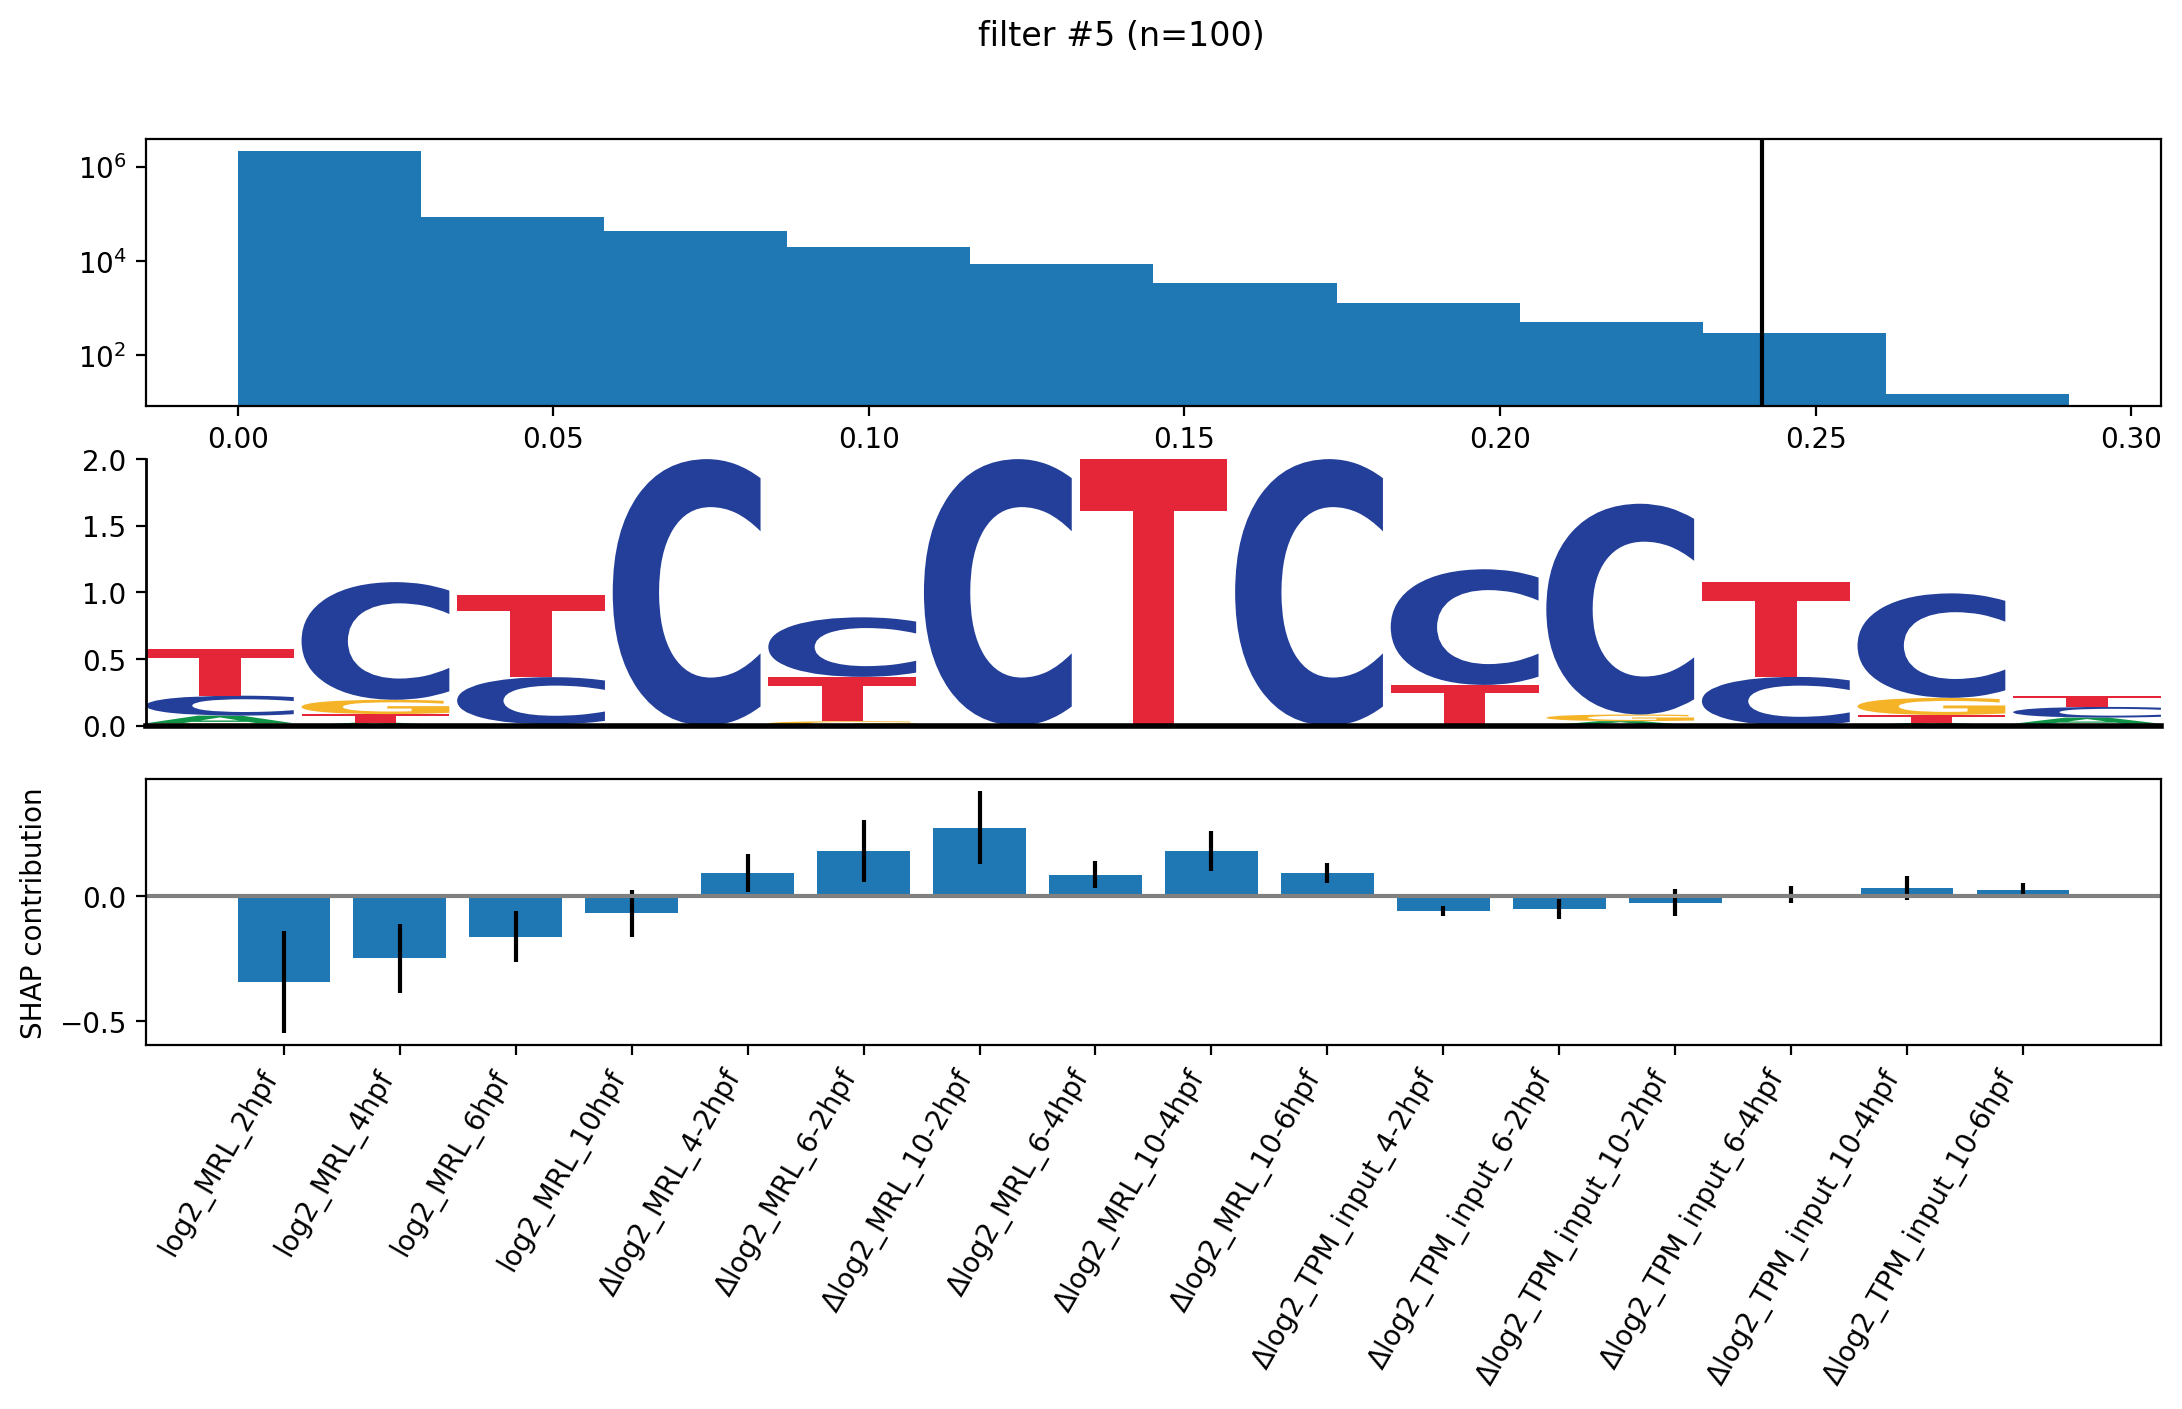 filter #5 (n=100)
10^6
10^4
10^2
0.00 0.05 0.10 0.15 0.20 0.25 0.30
2.0
1.5
1.0
0.5
0.0
T C T C C C T C C C T C T
C G C T T G C G C
A T A T A
SHAP contribution
0.0
−0.5
log2_MRL_2hpf
log2_MRL_4hpf
log2_MRL_6hpf
log2_MRL_10hpf
Δlog2_MRL_4-2hpf
Δlog2_MRL_6-2hpf
Δlog2_MRL_10-2hpf
Δlog2_MRL_6-4hpf
Δlog2_MRL_10-4hpf
Δlog2_MRL_10-6hpf
Δlog2_TPM_input_4-2hpf
Δlog2_TPM_input_6-2hpf
Δlog2_TPM_input_10-2hpf
Δlog2_TPM_input_6-4hpf
Δlog2_TPM_input_10-4hpf
Δlog2_TPM_input_10-6hpf